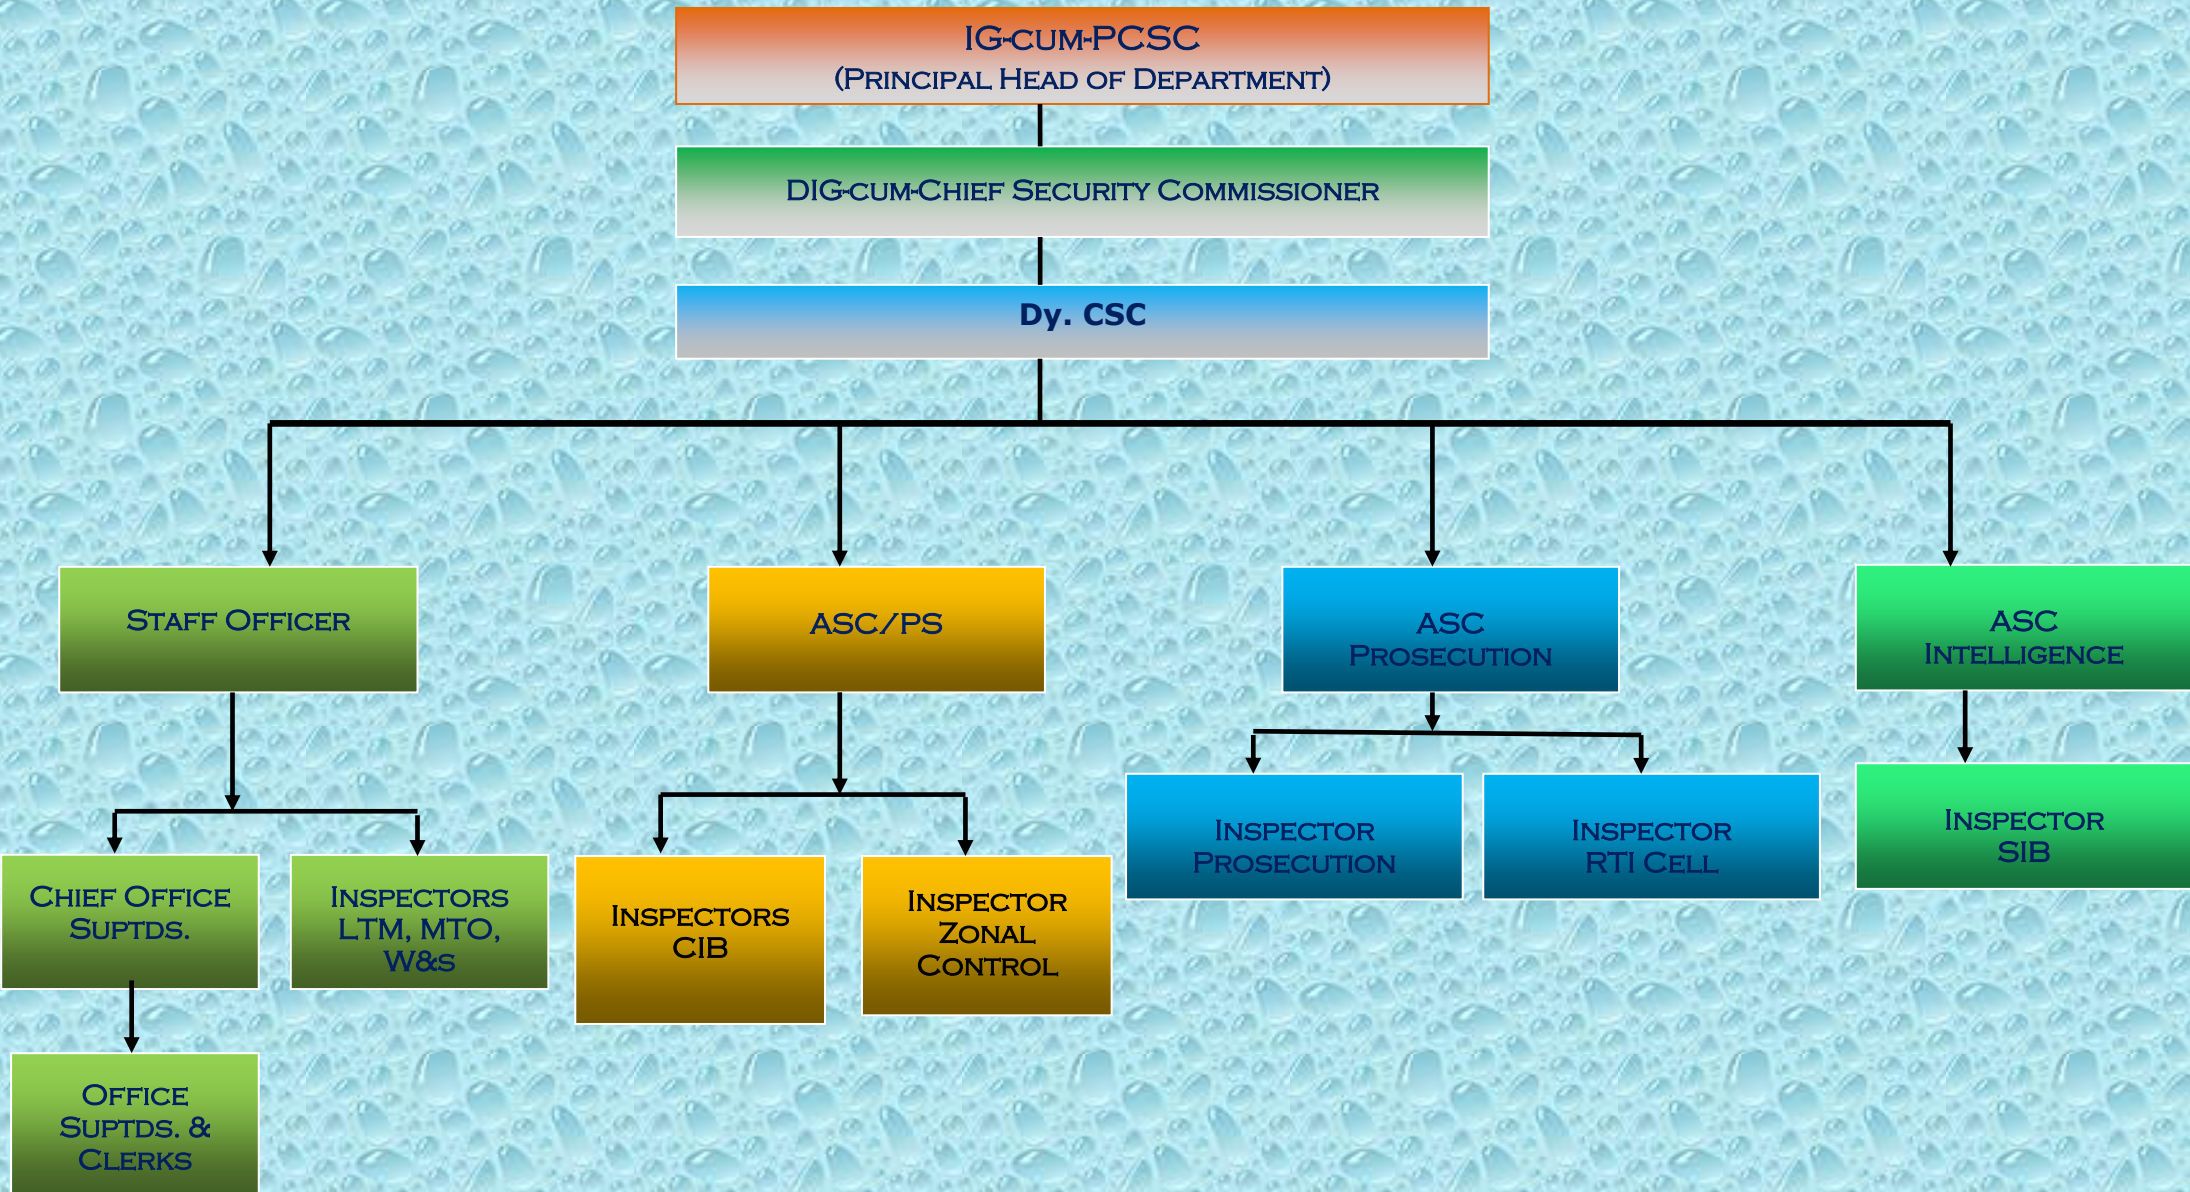 IG-cum-PCSC
(Principal Head of Department)
DIG-cum-Chief Security Commissioner
Dy. CSC
Staff Officer
ASC/PS
ASC
Prosecution
ASC
Intelligence
Inspector
Prosecution
Inspector
RTI Cell
Inspector
SIB
Chief Office
Suptds.
Inspectors
LTM, MTO,
W&s
Inspectors
CIB
Inspector
Zonal
Control
Office
Suptds. &
Clerks